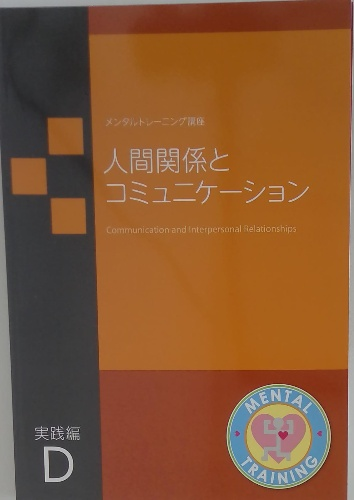 メンタルトレーニング講座
人間関係と
コミュニケーション
Communication and Interpersonal Relationships
実践編
D
MENTAL
TRAINING